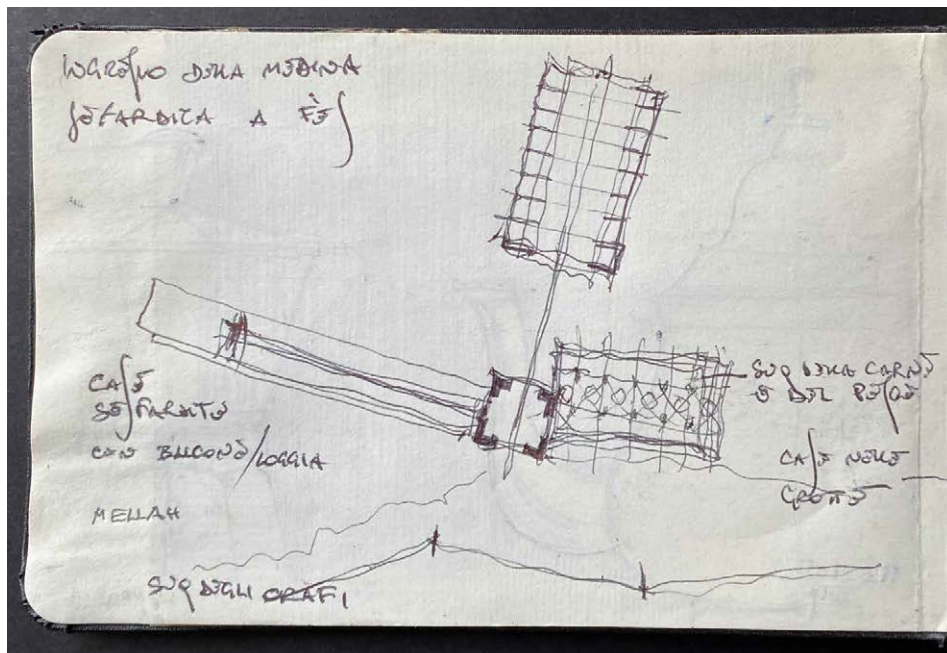 INGRESSO DELLA MEDINA
SEFARDITA A FÈS
CASE
SEFARDITE
CON BALCONE/LOGGIA
MELLAH
SUQ DEGLI ORAFI
SUQ DELLA CARNE
E DEL PESCE
CASE NELLE
GROTTE